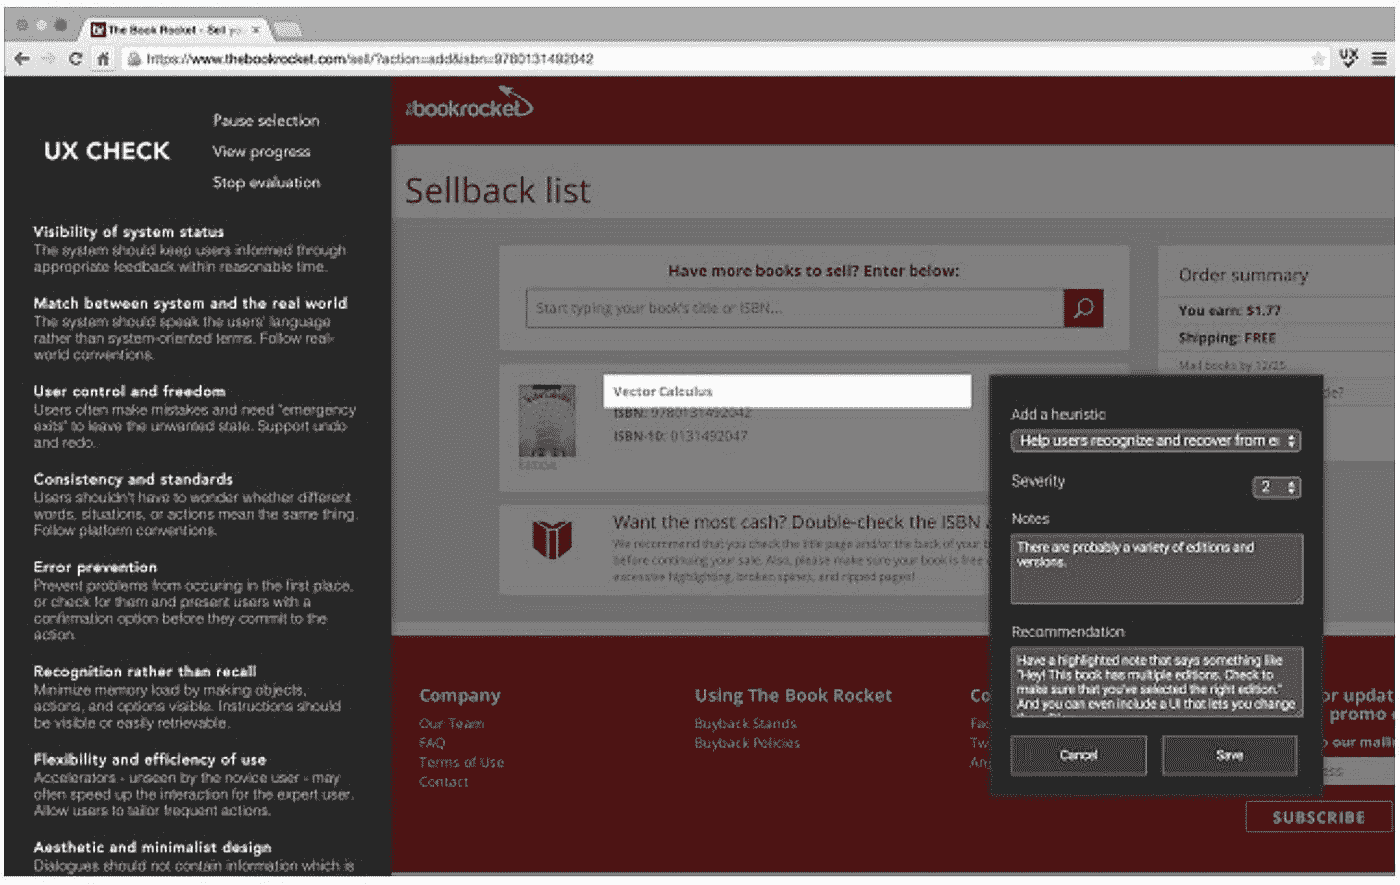 The Book Rocket - Sell yo
https://www.thebookrocket.com/sell/?action=add&isbn=9780131492042
UX
UX CHECK
Pause selection
View progress
Stop evaluation
Visibility of system status
The system should keep users informed through
appropriate feedback within reasonable time.
Match between system and the real world
The system should speak the users' language
rather than system-oriented terms. Follow real-
world conventions.
User control and freedom
Users often make mistakes and need "emergency
exits" to leave the unwanted state. Support undo
and redo.
Consistency and standards
Users shouldn't have to wonder whether different
words, situations, or actions mean the same thing.
Follow platform conventions.
Error prevention
Prevent problems from occuring in the first place,
or check for them and present users with a
confirmation option before they commit to the
action.
Recognition rather than recall
Minimize memory load by making objects,
actions, and options visible. Instructions should
be visible or easily retrievable.
Flexibility and efficiency of use
Accelerators - unseen by the novice user - may
often speed up the interaction for the expert user.
Allow users to tailor frequent actions.
Aesthetic and minimalist design
Dialogues should not contain information which is
the bookrocket
Sellback list
Have more books to sell? Enter below:
Start typing your book's title or ISBN...
Order summary
You earn: $1.77
Shipping: FREE
Mail books by 12/25
Vector Calculus
ISBN: 9780131492042
ISBN-10: 0131492047
Want the most cash? Double-check the ISBN
We recommend that you check the title page and/or the back of your b
before continuing your sale. Also, please make sure your book is free
excessive highlighting, broken spines, and ripped pages!
Add a heuristic
Help users recognize and recover from e
Severity
2
Notes
There are probably a variety of editions and
versions.
Recommendation
Have a highlighted note that says something like
"Hey! This book has multiple editions. Check to
make sure that you've selected the right edition."
And you can even include a UI that lets you change
Cancel
Save
Company
Our Team
FAQ
Terms of Use
Contact
Using The Book Rocket
Buyback Stands
Buyback Policies
Co
Fac
Tw
An
or updat
promo
our maili
ess
SUBSCRIBE